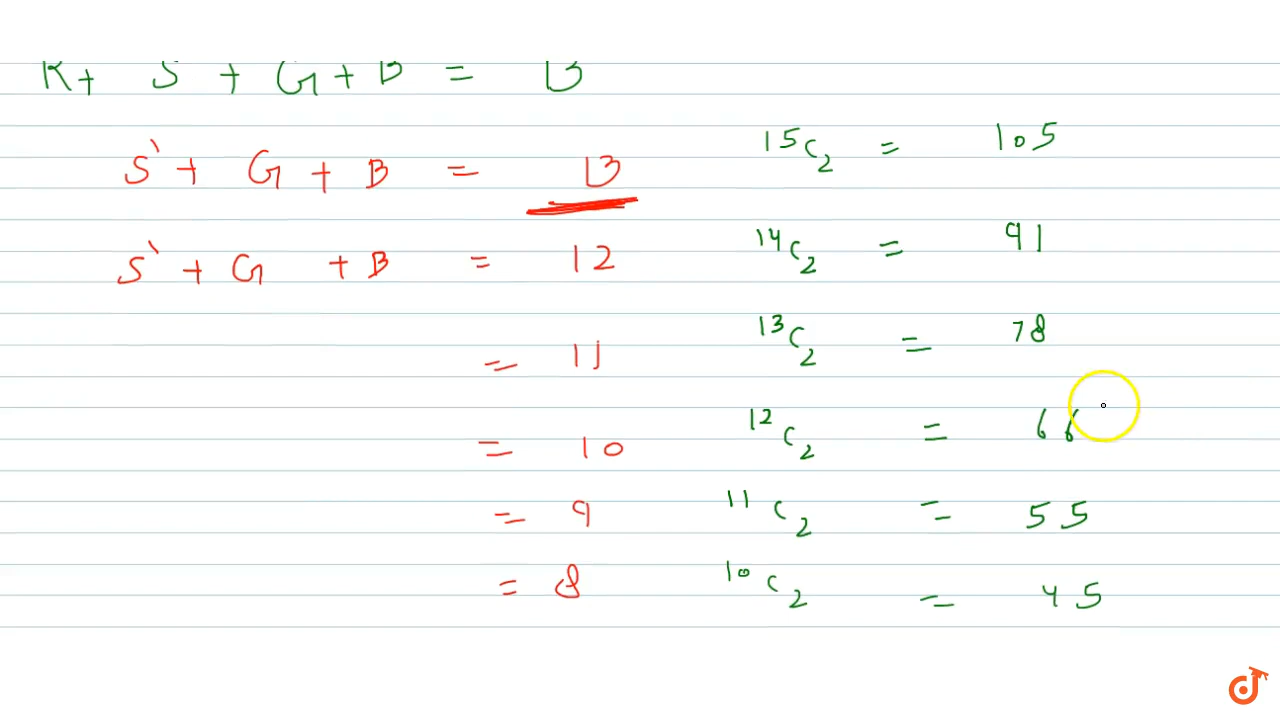 R + S + G + B = 13
S' + G + B = 13 ¹⁵C₂ = 105
S' + G + B = 12 ¹⁴C₂ = 91
= 11 ¹³C₂ = 78
= 10 ¹²C₂ = 66
= 9 ¹¹C₂ = 55
= 8 ¹⁰C₂ = 45